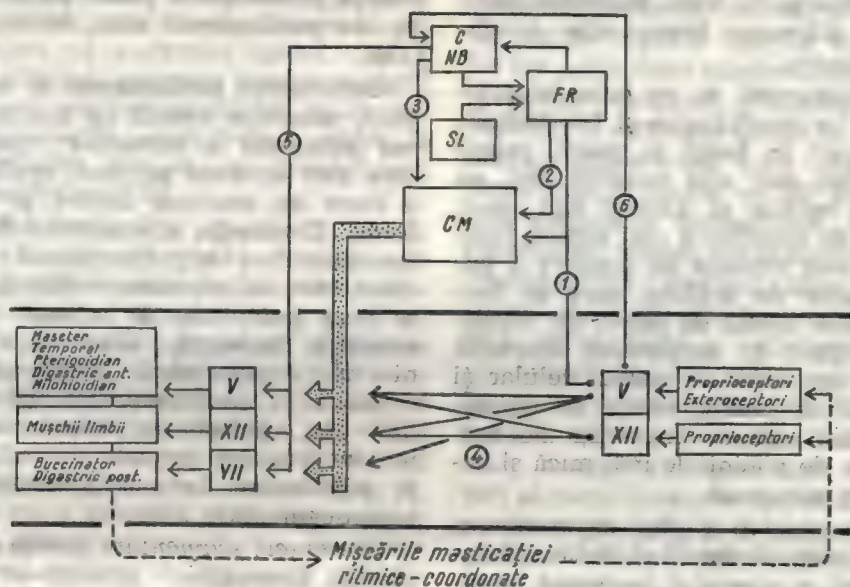 C
NB
FR
SL
CM
3
5
2
6
1
Maseter
Temporal
Pterigoidian
Digastric ant.
Milohioidian
Mușchii limbii
Buccinator
Digastric post.
V
XII
VII
4
V
XII
Proprioceptori
Exteroceptori
Proprioceptori
Mișcările masticației
ritmice-coordonate